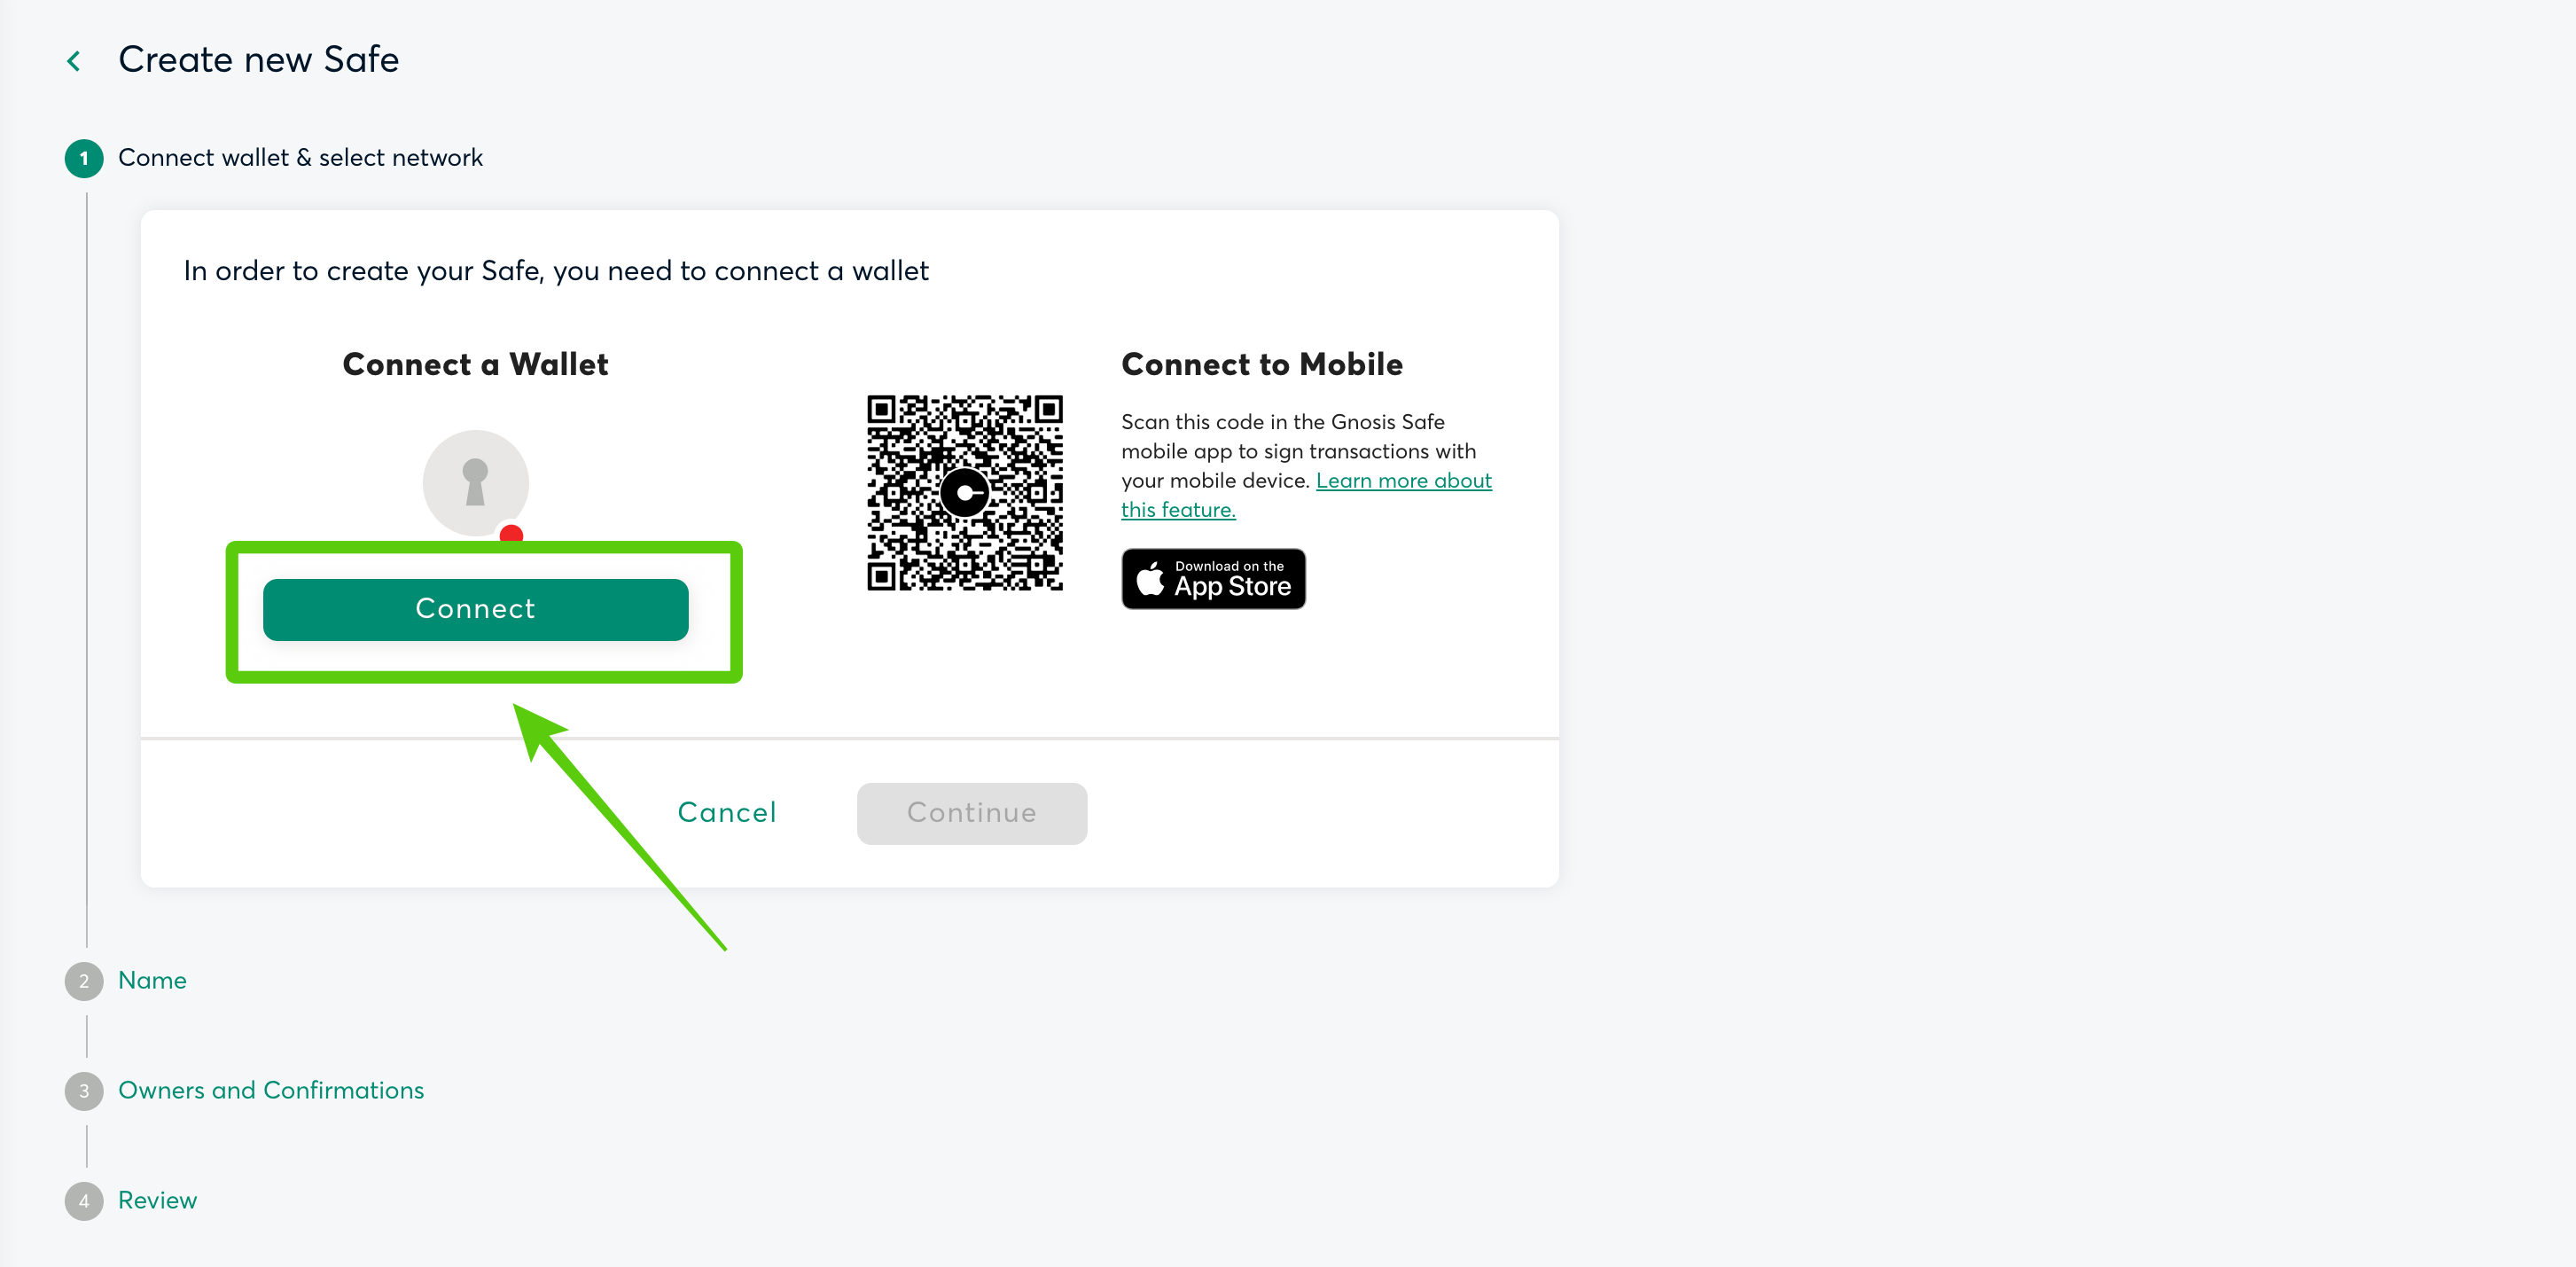 Create new Safe
1 Connect wallet & select network
In order to create your Safe, you need to connect a wallet
Connect a Wallet
Connect
Connect to Mobile
Scan this code in the Gnosis Safe
mobile app to sign transactions with
your mobile device. Learn more about
this feature.
Download on the
App Store
Cancel
Continue
2 Name
3 Owners and Confirmations
4 Review